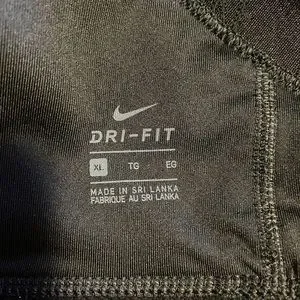 DRI-FIT
XL TG EG
MADE IN SRI LANKA
FABRIQUE AU SRI LANKA